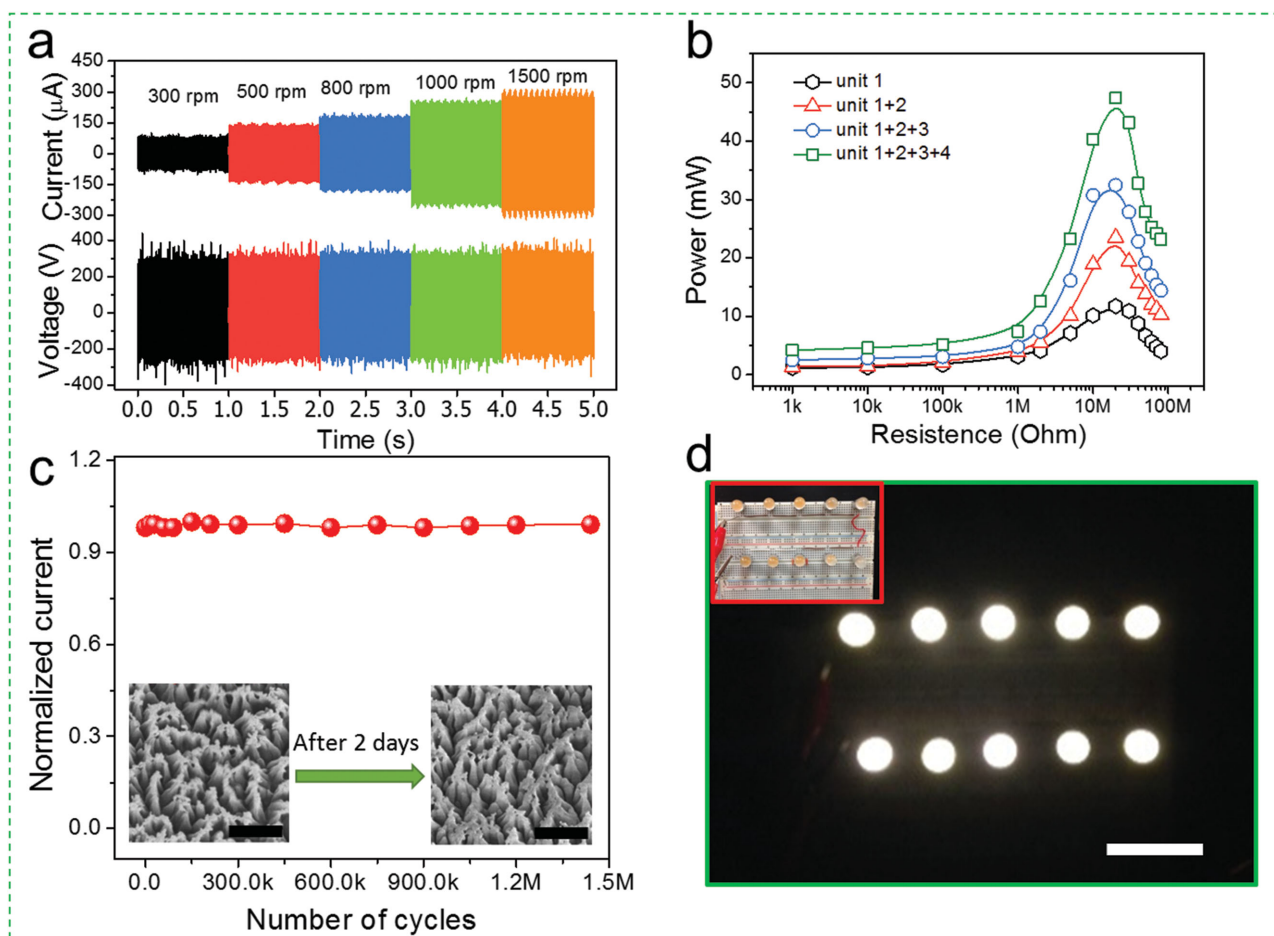 a
450
300
150
0
-150
-300
Current (μA)
300 rpm
500 rpm
800 rpm
1000 rpm
1500 rpm
400
200
0
-200
-400
Voltage (V)
0.0 0.5 1.0 1.5 2.0 2.5 3.0 3.5 4.0 4.5 5.0
Time (s)
b
50
40
30
20
10
0
Power (mW)
unit 1
unit 1+2
unit 1+2+3
unit 1+2+3+4
1k 10k 100k 1M 10M 100M
Resistence (Ohm)
c
1.2
0.9
0.6
0.3
0.0
Normalized current
After 2 days
0.0 300.0k 600.0k 900.0k 1.2M 1.5M
Number of cycles
d